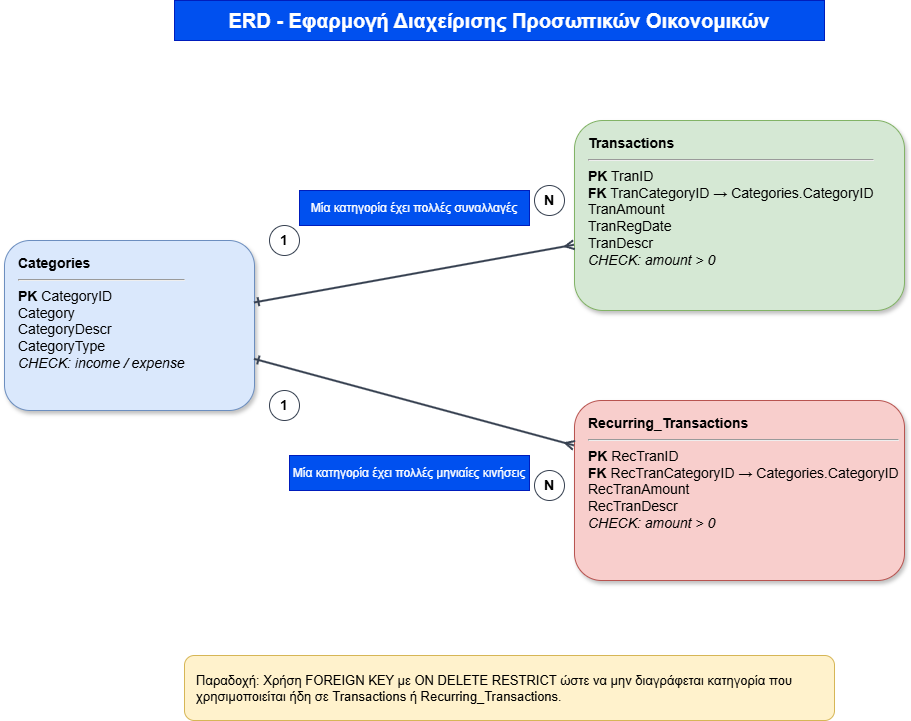 ERD - Εφαρμογή Διαχείρισης Προσωπικών Οικονομικών
Transactions
PK TranID
FK TranCategoryID → Categories.CategoryID
TranAmount
TranRegDate
TranDescr
CHECK: amount > 0
Μία κατηγορία έχει πολλές συναλλαγές
N
1
Categories
PK CategoryID
Category
CategoryDescr
CategoryType
CHECK: income / expense
1
Μία κατηγορία έχει πολλές μηνιαίες κινήσεις
N
Recurring_Transactions
PK RecTranID
FK RecTranCategoryID → Categories.CategoryID
RecTranAmount
RecTranDescr
CHECK: amount > 0
Παραδοχή: Χρήση FOREIGN KEY με ON DELETE RESTRICT ώστε να μην διαγράφεται κατηγορία που
χρησιμοποιείται ήδη σε Transactions ή Recurring_Transactions.